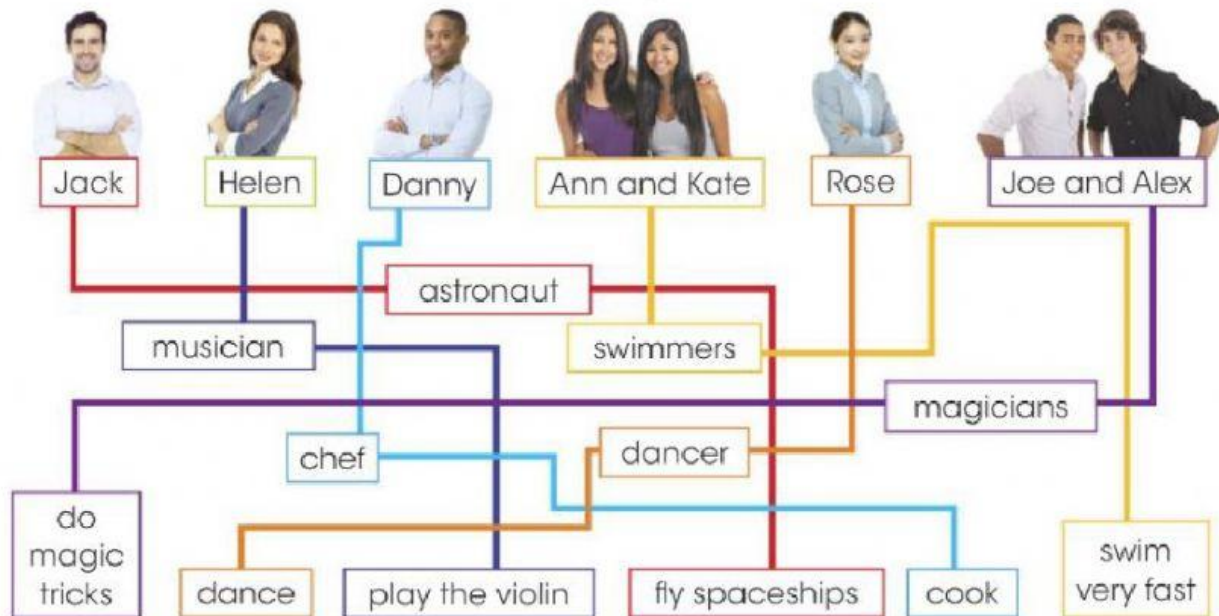 Jack
Helen
Danny
Ann and Kate
Rose
Joe and Alex
astronaut
musician
swimmers
magicians
chef
dancer
do
magic
tricks
dance
play the violin
fly spaceships
cook
swim
very fast